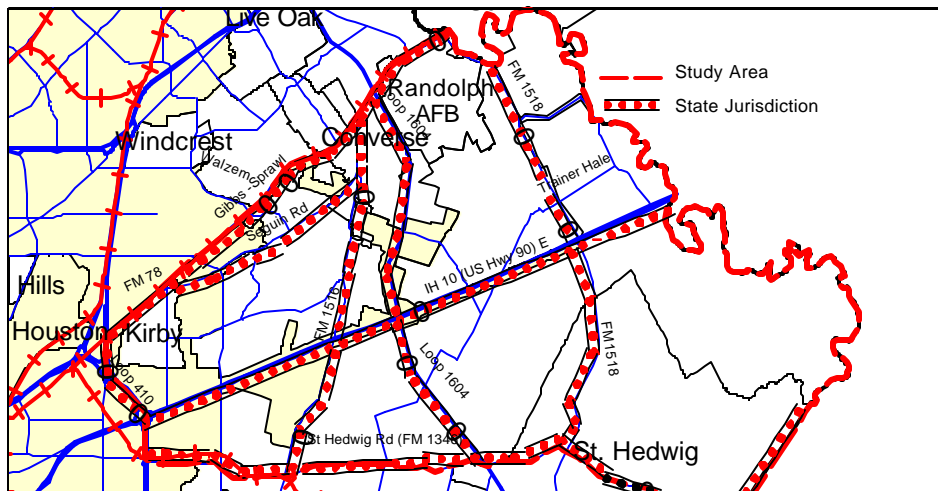 Live Oak
FM 1518
Study Area
State Jurisdiction
Randolph
AFB
Loop 1604
Windcrest
Converse
Walzem
Gibbs -Sprawl
Trainer Hale
Seguin Rd
IH 10 (US Hwy 90) E
FM 78
Hills
FM 1516
Houston
Kirby
Loop 410
Loop 1604
FM1518
St Hedwig Rd (FM 1346)
St. Hedwig